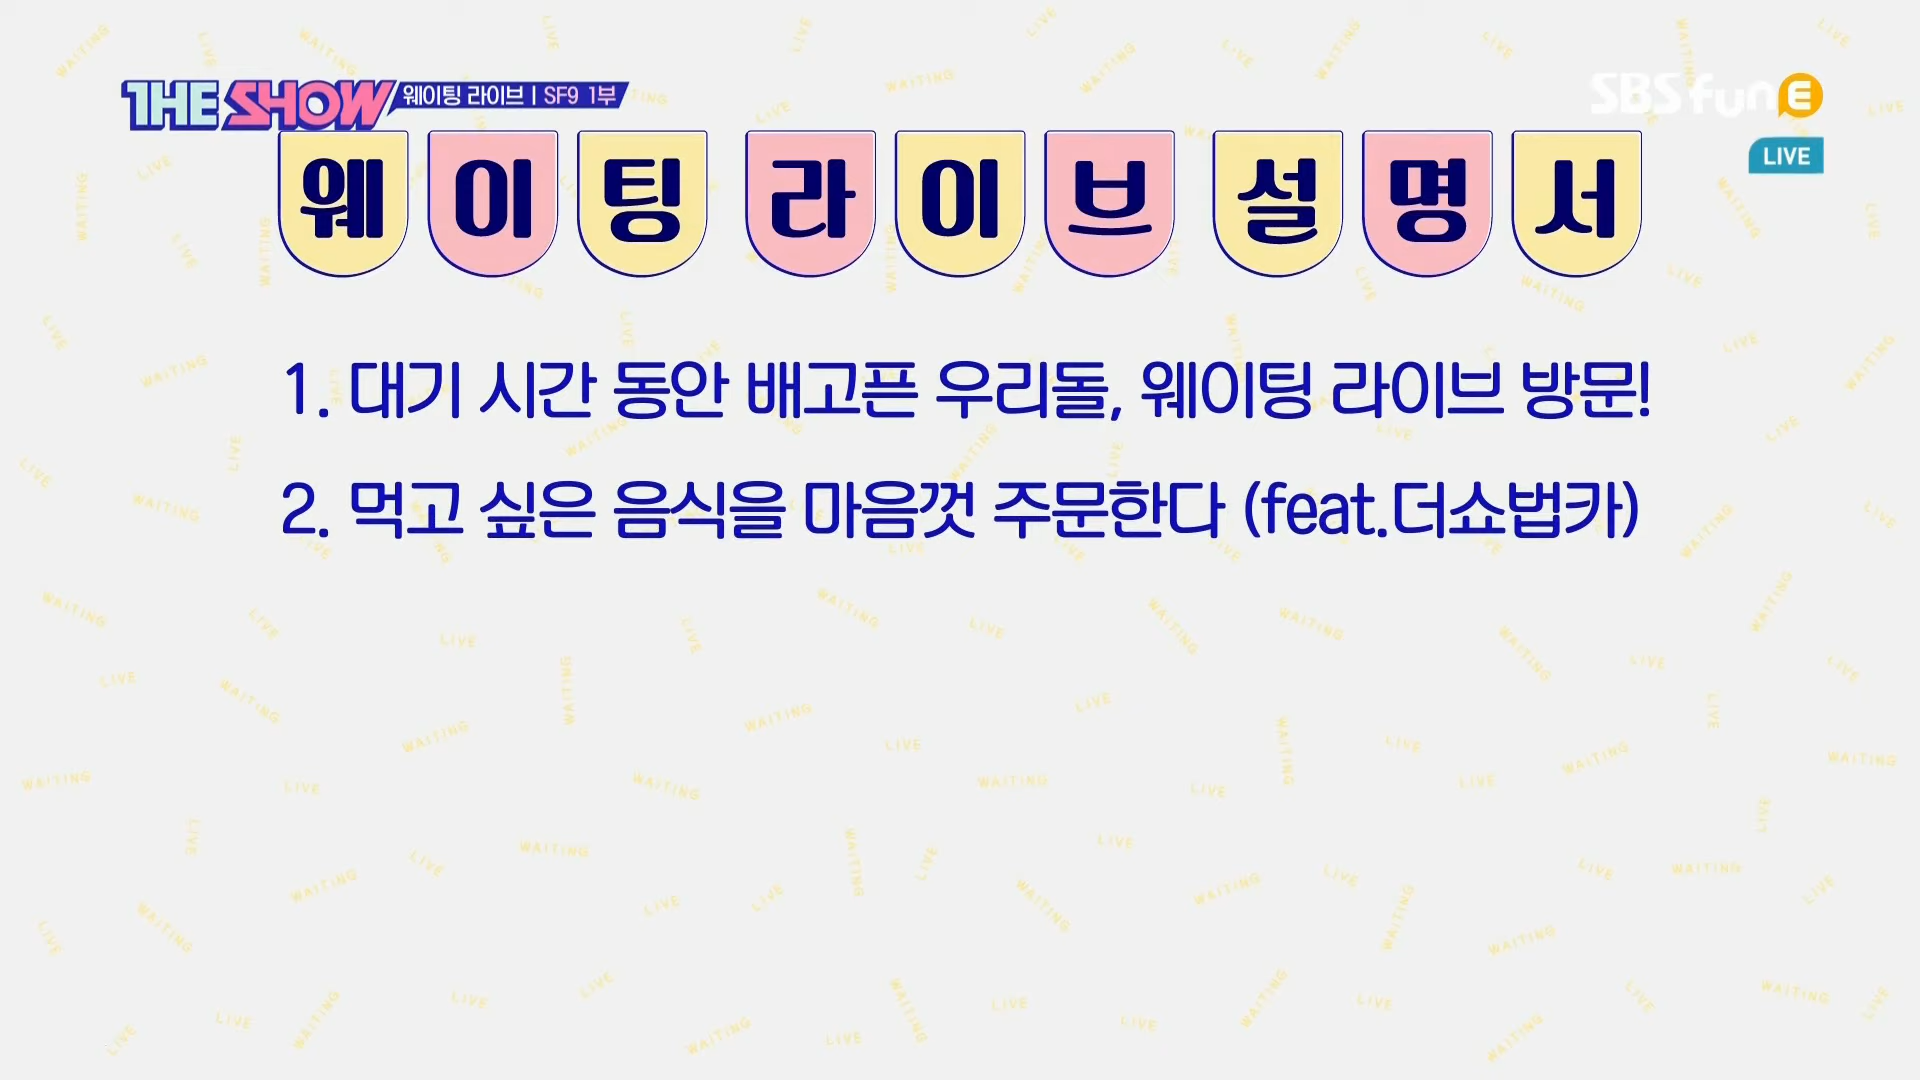 THE SHOW 웨이팅 라이브 | SF9 1부
SBS fun E
LIVE
웨이팅 라이브 설명서
1. 대기 시간 동안 배고픈 우리돌, 웨이팅 라이브 방문!
2. 먹고 싶은 음식을 마음껏 주문한다 (feat.더쇼법카)